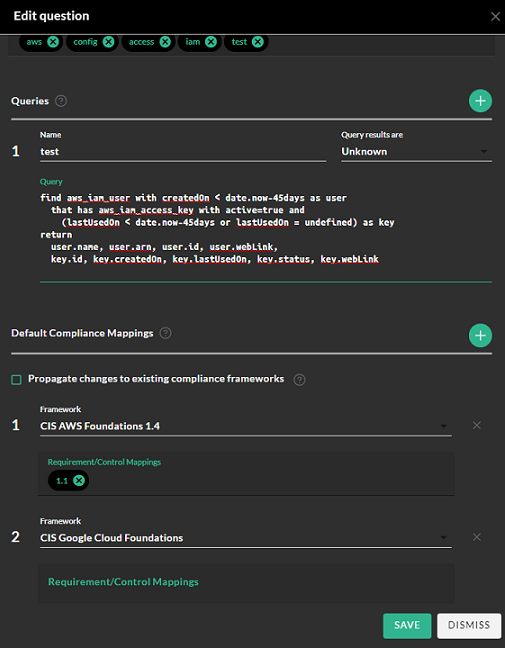 Edit question
aws config access iam test
Queries
Name Query results are
1 test Unknown
Query
find aws_iam_user with createdOn < date.now-45days as user
that has aws_iam_access_key with active=true and
(lastUsedOn < date.now-45days or lastUsedOn = undefined) as key
return
user.name, user.arn, user.id, user.webLink,
key.id, key.createdOn, key.lastUsedOn, key.status, key.webLink
Default Compliance Mappings
Propagate changes to existing compliance frameworks
Framework
1 CIS AWS Foundations 1.4
Requirement/Control Mappings
1.1
Framework
2 CIS Google Cloud Foundations
Requirement/Control Mappings
SAVE DISMISS